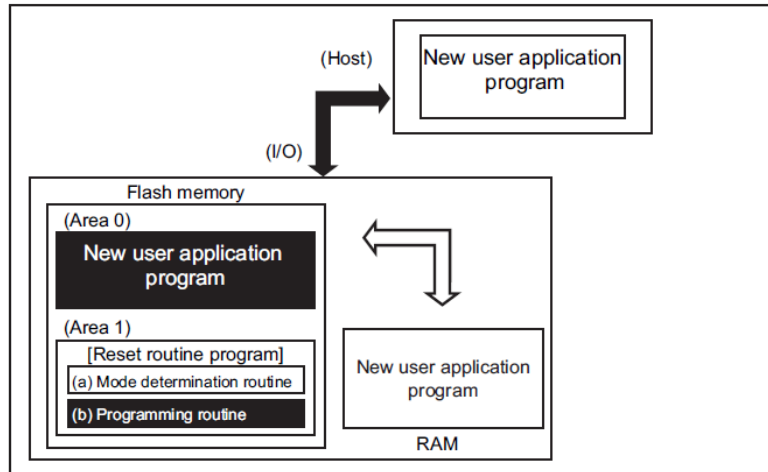 (Host)
New user application
program
(I/O)
Flash memory
(Area 0)
New user application
program
(Area 1)
[Reset routine program]
(a) Mode determination routine
(b) Programming routine
New user application
program
RAM